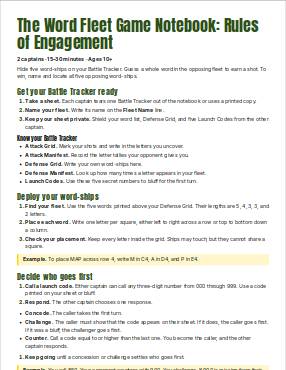 The Word Fleet Game Notebook: Rules
of Engagement
2 captains · 15-30 minutes · Ages 10+
Hide five word-ships on your Battle Tracker. Guess a whole word in the opposing fleet to earn a shot. To
win, name and locate all five opposing word-ships.
Get your Battle Tracker ready
1. Take a sheet. Each captain tears one Battle Tracker out of the notebook or uses a printed copy.
2. Name your fleet. Write its name on the Fleet Name line.
3. Keep your sheet private. Shield your word list, Defense Grid, and Five Launch Codes from the other
captain.
Know your Battle Tracker
• Attack Grid. Mark your shots and write in the letters you uncover.
• Attack Manifest. Record the letter tallies your opponent gives you.
• Defense Grid. Write your own word-ships here.
• Defense Manifest. Look up how many times a letter appears in your fleet.
• Launch Codes. Use these five secret numbers to bluff for the first turn.
Deploy your word-ships
1. Find your fleet. Use the five words printed above your Defense Grid. Their lengths are 5, 4, 3, 3, and
2 letters.
2. Place each word. Write one letter per square, either left to right across a row or top to bottom down
a column.
3. Check your placement. Keep every letter inside the grid. Ships may touch, but they cannot share a
square.
Example. To place MAP across row 4, write M in C4, A in D4, and P in E4.
Decide who goes first
1. Call a launch code. Either captain can call any three-digit number from 000 through 999. Use a code
printed on your sheet or bluff.
2. Respond. The other captain chooses one response.
• Concede. The caller takes the first turn.
• Challenge. The caller must show that the code appears on their sheet. If it does, the caller goes first.
If it was a bluff, the challenger goes first.
• Counter. Call a code equal to or higher than the last one. You become the caller, and the other
captain responds.
1. Keep going until a concession or challenge settles who goes first.